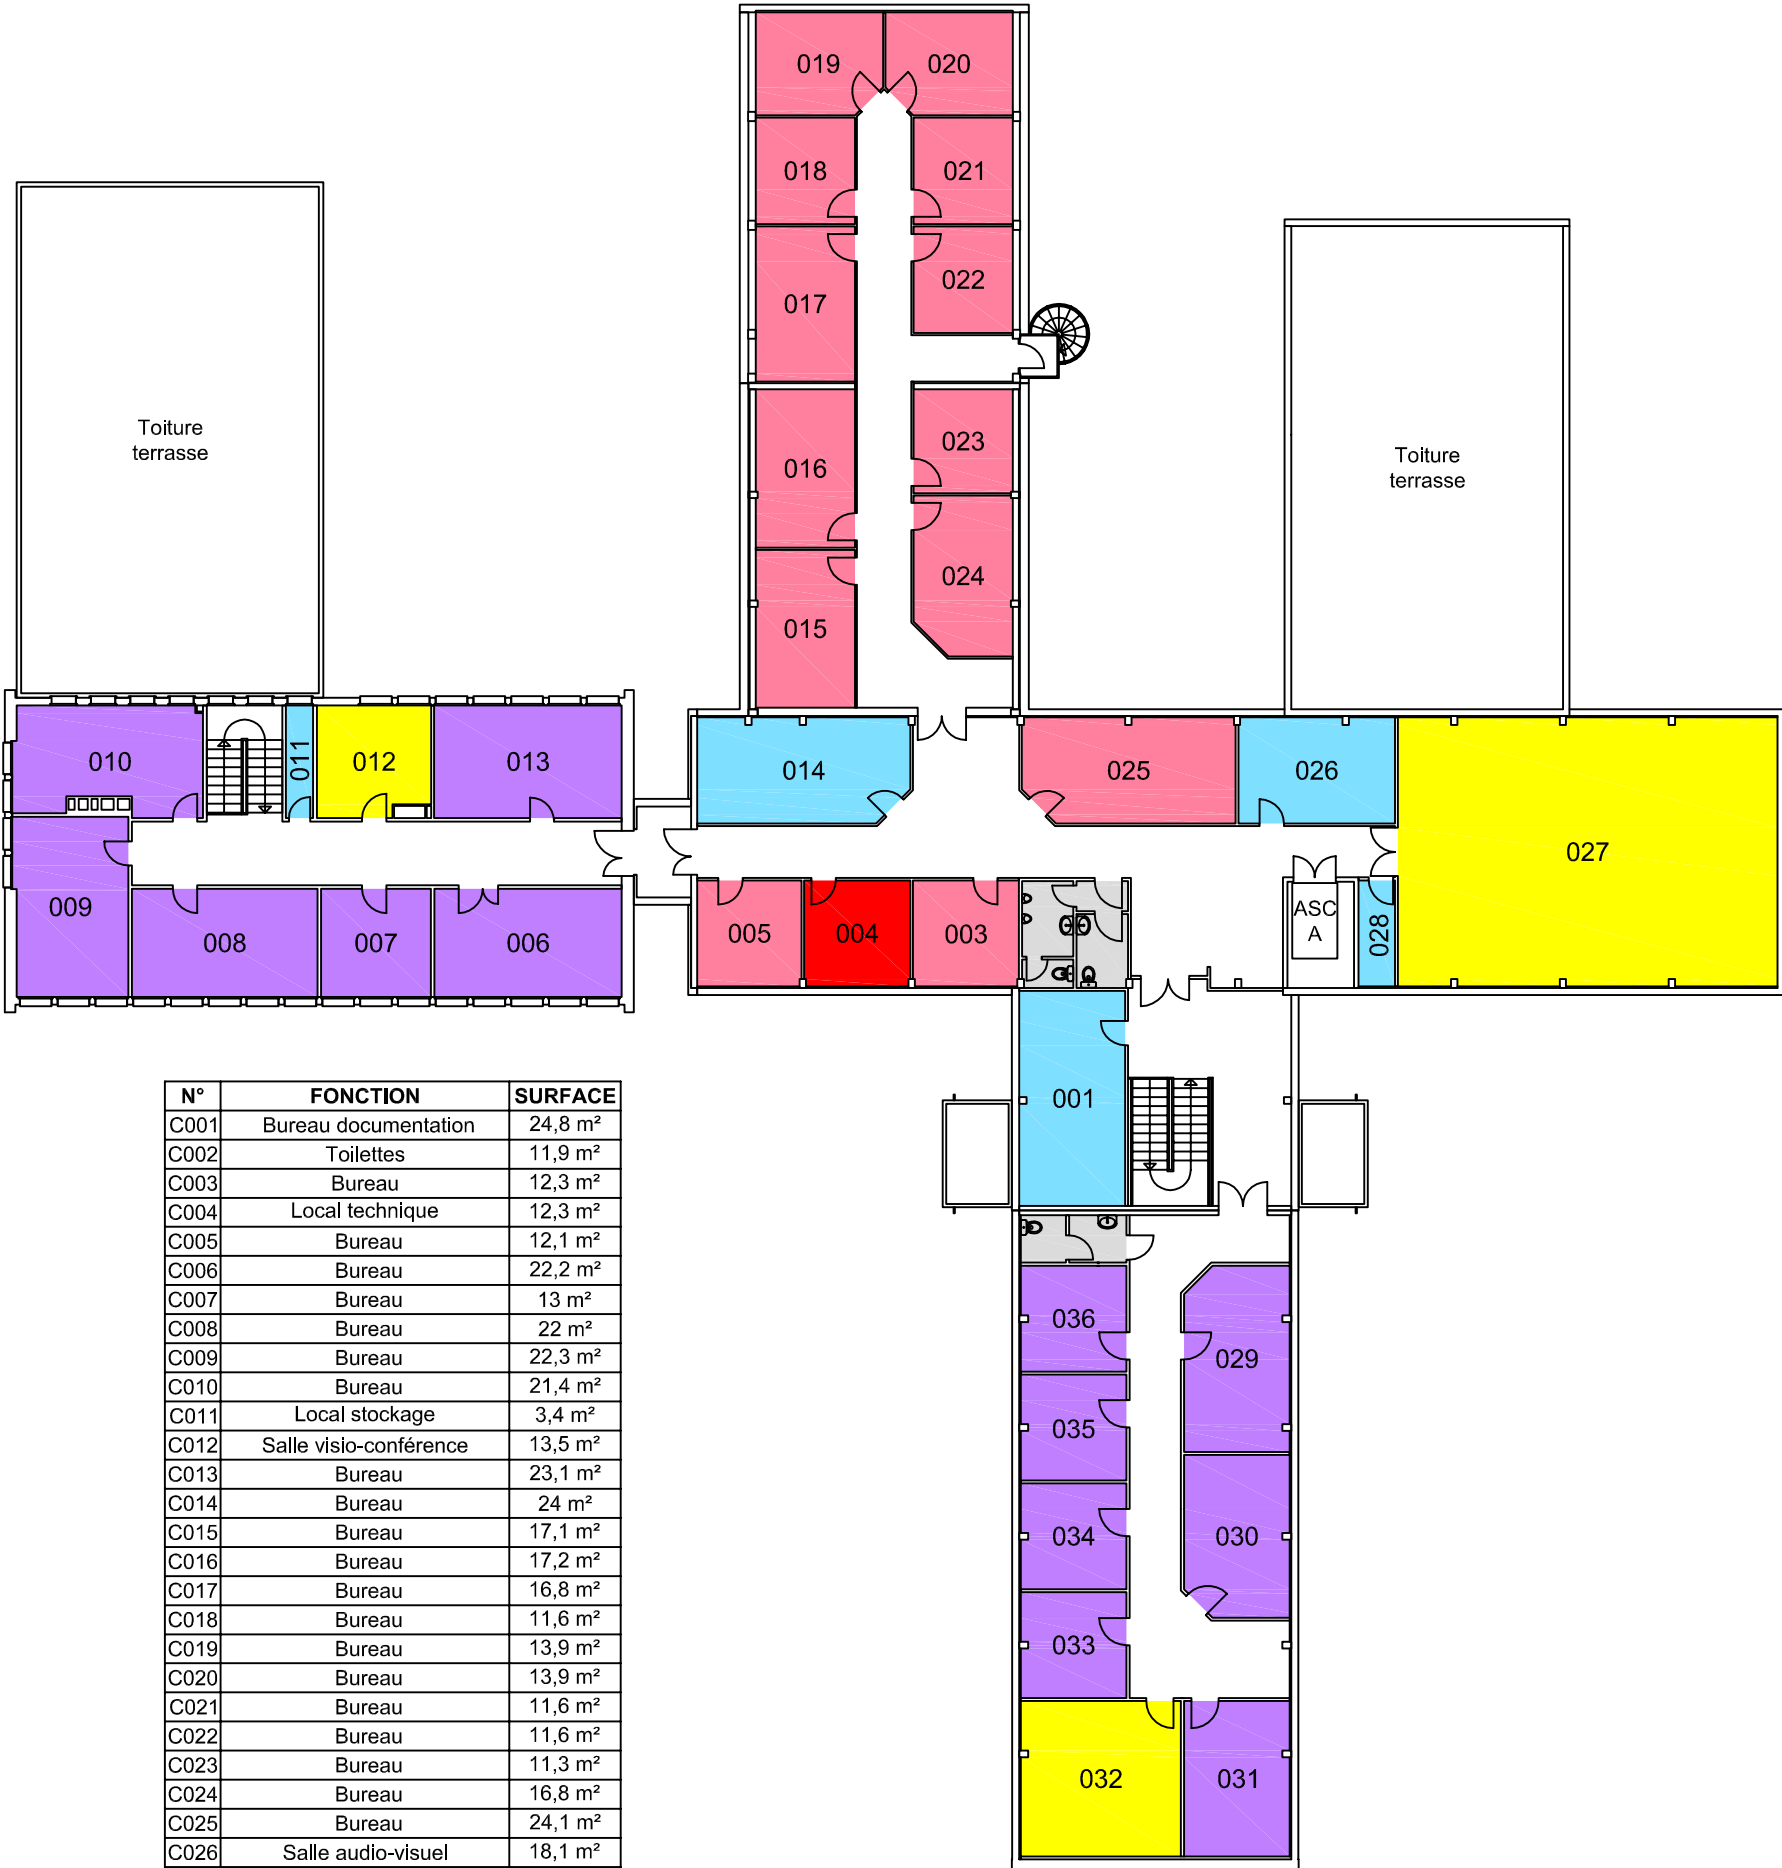 019
020
018
021
017
022
Toiture
terrasse
016
023
Toiture
terrasse
024
015
010
011
012
013
014
025
026
027
009
008
007
006
005
004
003
ASC
A
028
001
036
029
035
034
030
033
032
031
N° FONCTION SURFACE
C001 Bureau documentation 24,8 m²
C002 Toilettes 11,9 m²
C003 Bureau 12,3 m²
C004 Local technique 12,3 m²
C005 Bureau 12,1 m²
C006 Bureau 22,2 m²
C007 Bureau 13 m²
C008 Bureau 22 m²
C009 Bureau 22,3 m²
C010 Bureau 21,4 m²
C011 Local stockage 3,4 m²
C012 Salle visio-conférence 13,5 m²
C013 Bureau 23,1 m²
C014 Bureau 24 m²
C015 Bureau 17,1 m²
C016 Bureau 17,2 m²
C017 Bureau 16,8 m²
C018 Bureau 11,6 m²
C019 Bureau 13,9 m²
C020 Bureau 13,9 m²
C021 Bureau 11,6 m²
C022 Bureau 11,6 m²
C023 Bureau 11,3 m²
C024 Bureau 16,8 m²
C025 Bureau 24,1 m²
C026 Salle audio-visuel 18,1 m²